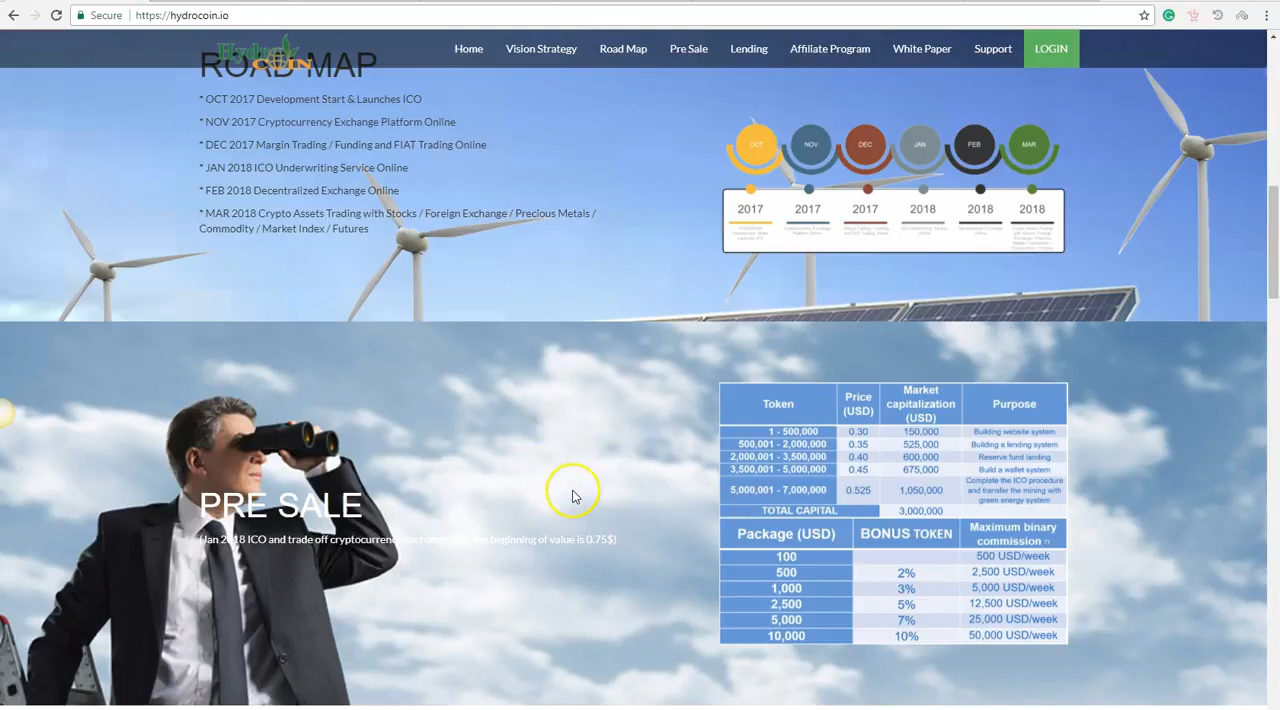 Secure https://hydrocoin.io
Hydro
COIN
Home Vision Strategy Road Map Pre Sale Lending Affiliate Program White Paper Support LOGIN
ROAD MAP
* OCT 2017 Development Start & Launches ICO
* NOV 2017 Cryptocurrency Exchange Platform Online
* DEC 2017 Margin Trading / Funding and FIAT Trading Online
* JAN 2018 ICO Underwriting Service Online
* FEB 2018 Decentralized Exchange Online
* MAR 2018 Crypto Assets Trading with Stocks / Foreign Exchange / Precious Metals /
Commodity / Market Index / Futures
OCT NOV DEC JAN FEB MAR
2017 2017 2017 2018 2018 2018
PRE SALE
(Jan 2018 ICO and trade off cryptocurrency exchange the beginning of value is 0.75$)
Token Price (USD) Market capitalization (USD) Purpose
1 - 500,000 0.30 150,000 Building website system
500,001 - 2,000,000 0.35 525,000 Building a lending system
2,000,001 - 3,500,000 0.40 600,000 Reserve fund landing
3,500,001 - 5,000,000 0.45 675,000 Build a wallet system
5,000,001 - 7,000,000 0.525 1,050,000 Complete the ICO procedure and transfer the mining with green energy system
TOTAL CAPITAL 3,000,000
Package (USD) BONUS TOKEN Maximum binary commission
100 500 USD/week
500 2% 2,500 USD/week
1,000 3% 5,000 USD/week
2,500 5% 12,500 USD/week
5,000 7% 25,000 USD/week
10,000 10% 50,000 USD/week